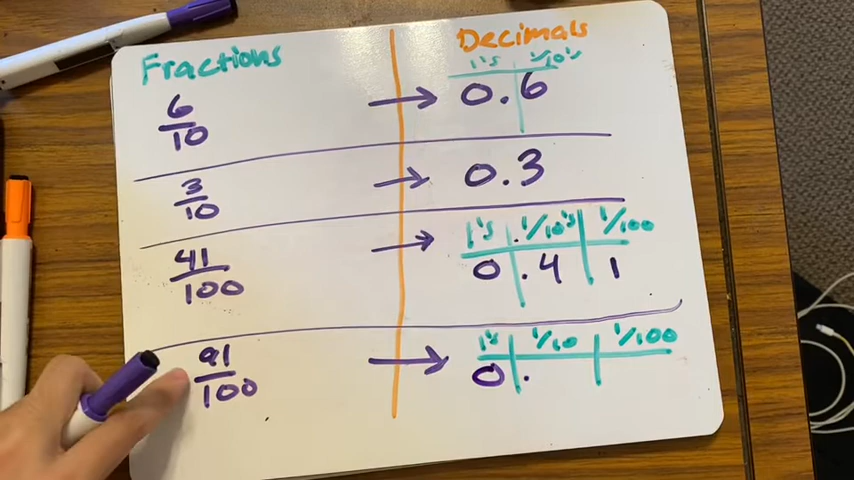 Fractions
Decimals
1's 1/10's
6/10 → 0.6
3/10 → 0.3
1's 1/10's 1/100
41/100 → 0.41
1's 1/10 1/100
91/100 → 0.